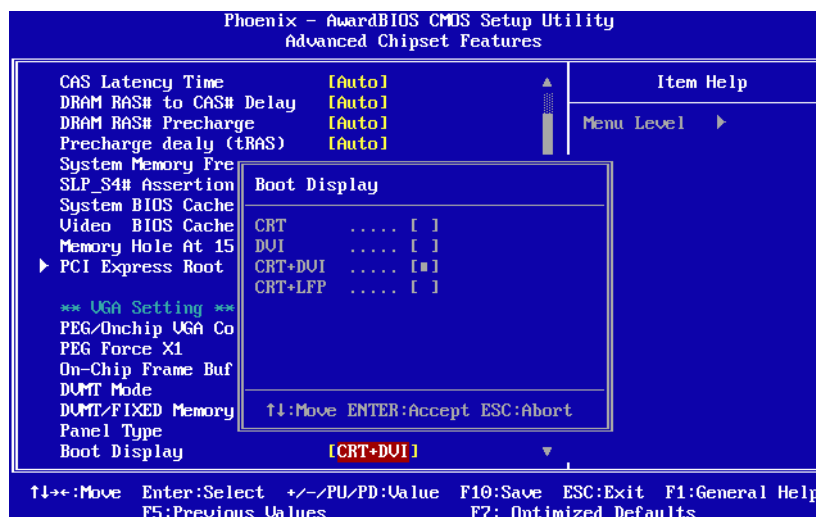 Phoenix - AwardBIOS CMOS Setup Utility
Advanced Chipset Features
CAS Latency Time [Auto]
DRAM RAS# to CAS# Delay [Auto]
DRAM RAS# Precharge [Auto]
Precharge dealy (tRAS) [Auto]
System Memory Fre
SLP_S4# Assertion
System BIOS Cache
Video BIOS Cache
Memory Hole At 15
PCI Express Root
** VGA Setting **
PEG/Onchip VGA Co
PEG Force X1
On-Chip Frame Buf
DVMT Mode
DVMT/FIXED Memory
Panel Type
Boot Display [CRT+DVI]
Item Help
Menu Level
Boot Display
CRT ..... [ ]
DVI ..... [ ]
CRT+DVI ..... [■]
CRT+LFP ..... [ ]
↑↓:Move ENTER:Accept ESC:Abort
↑↓→←:Move Enter:Select +/-/PU/PD:Value F10:Save ESC:Exit F1:General Help
F5:Previous Values F7: Optimized Defaults